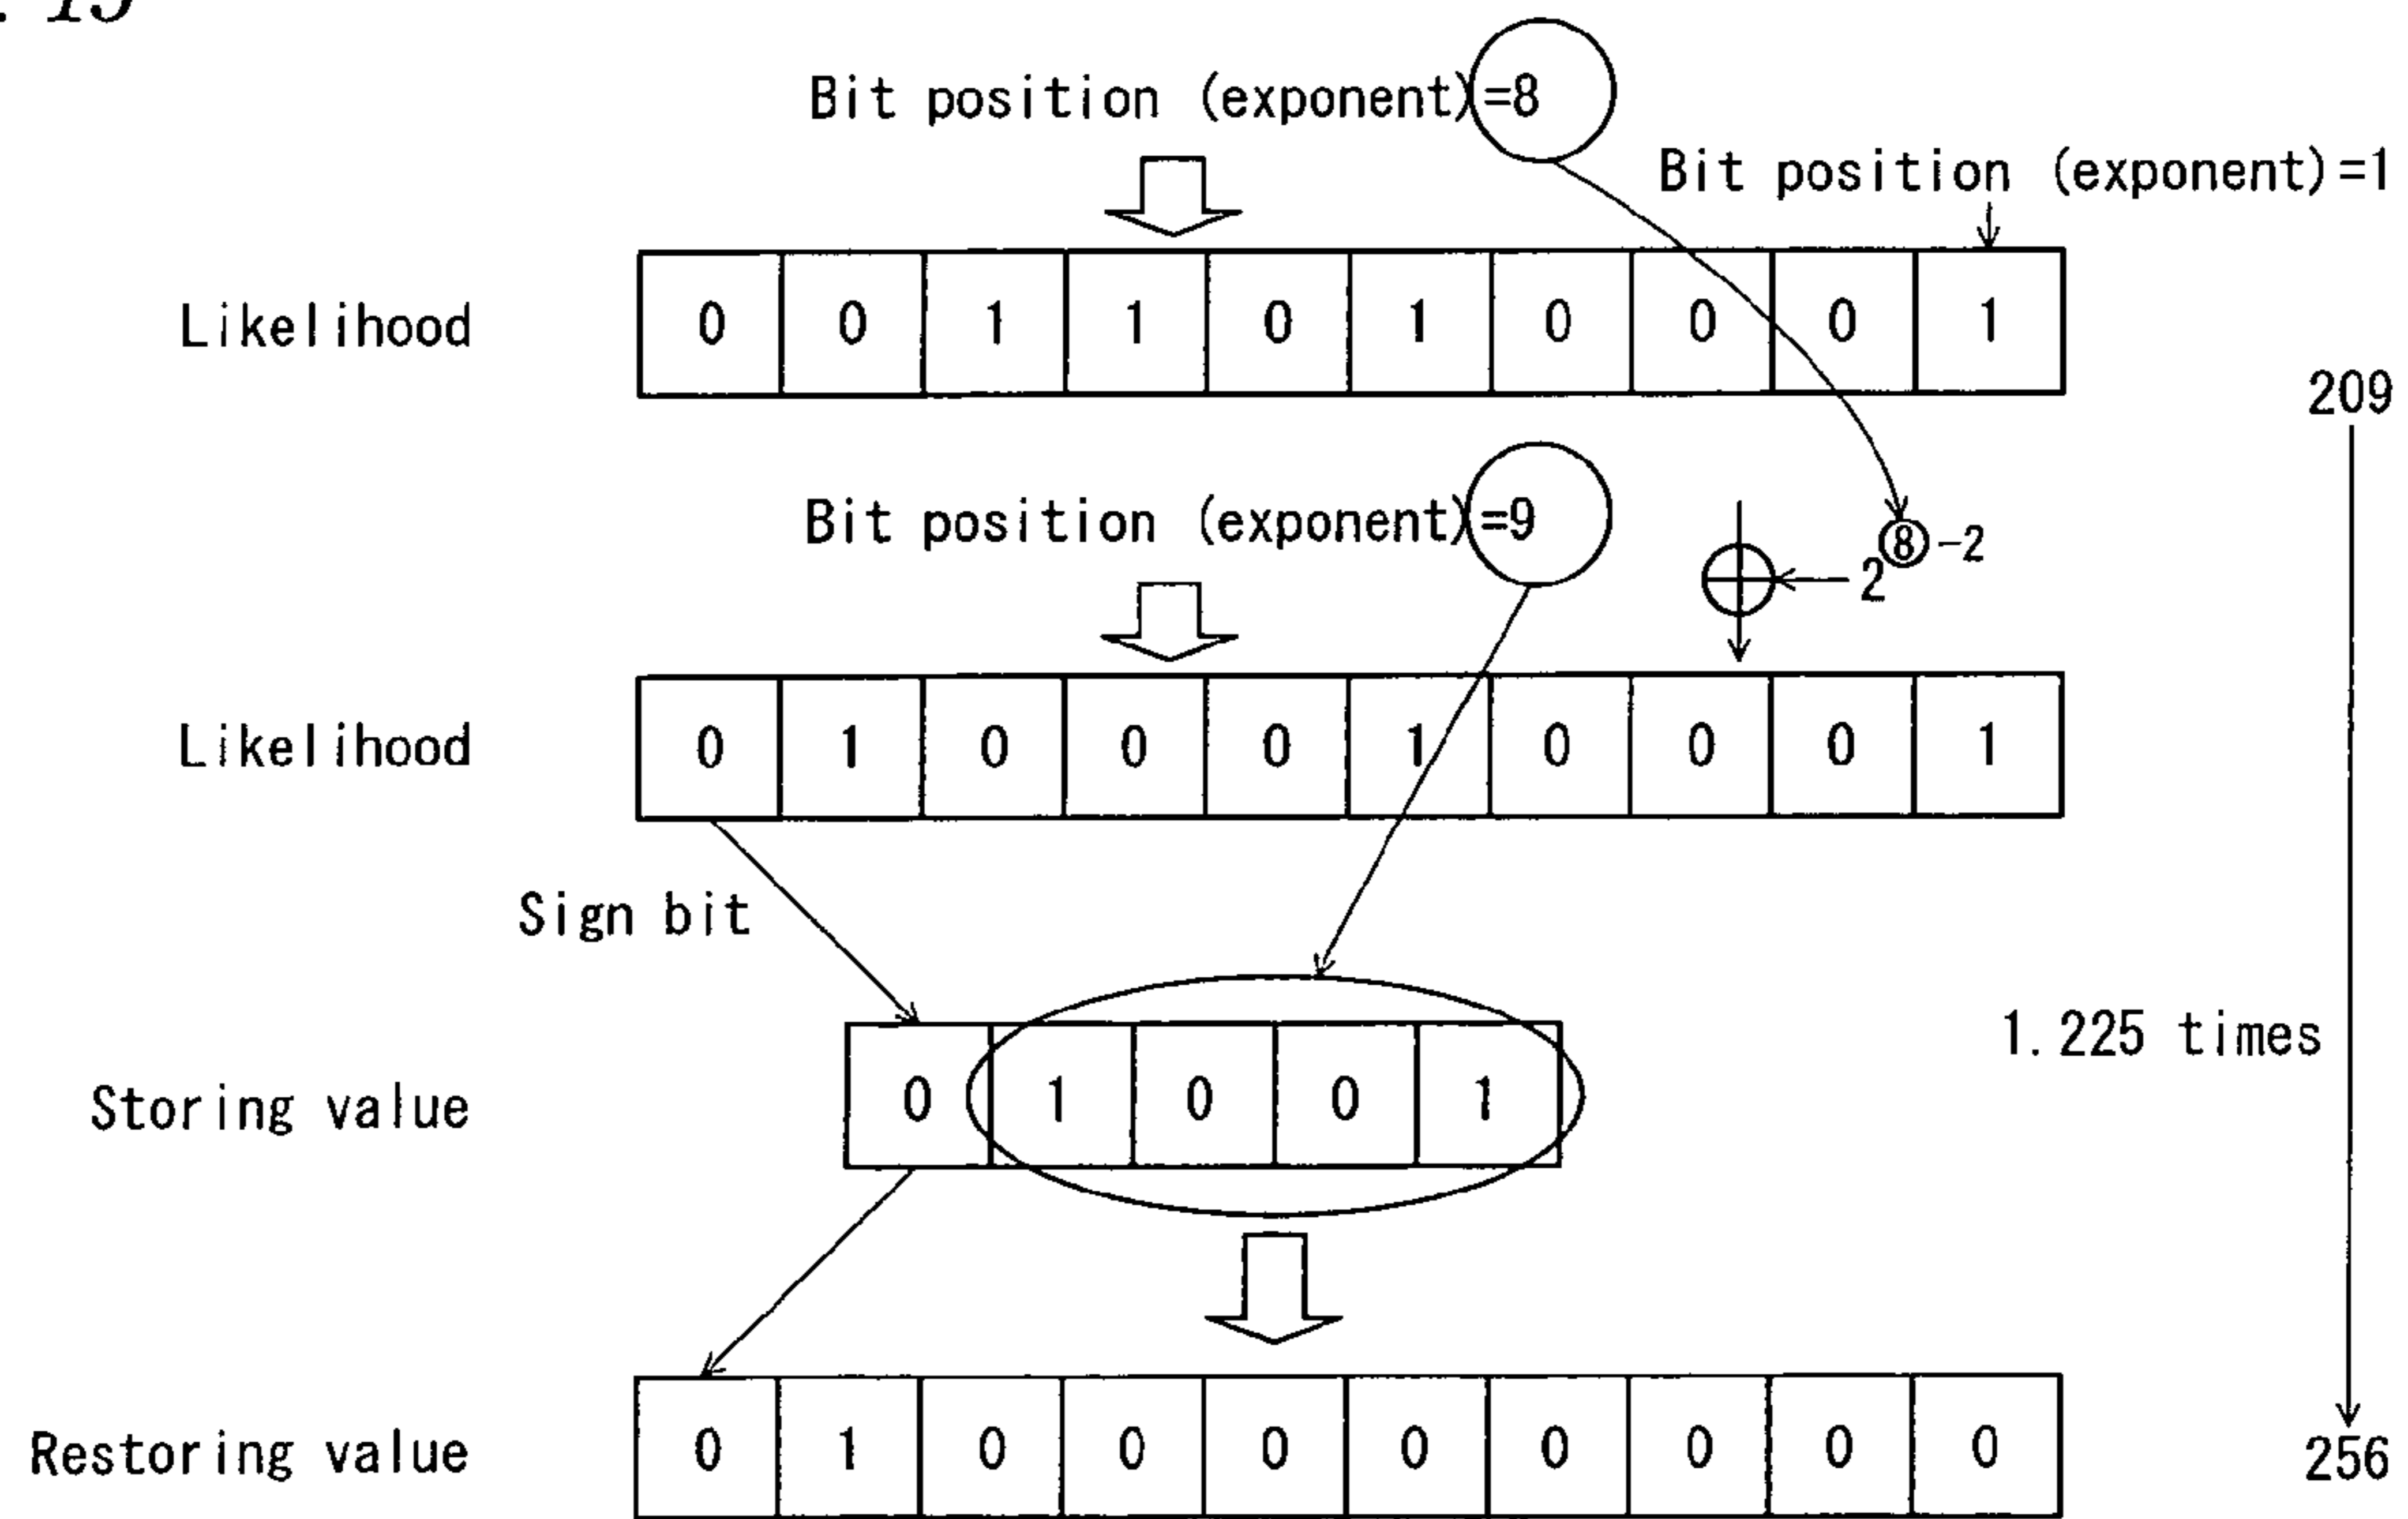 . 15
Bit position (exponent)=8
Bit position (exponent)=1
Likelihood 0 0 1 1 0 1 0 0 0 1
209
Bit position (exponent)=9
2⑧-2
Likelihood 0 1 0 0 0 1 0 0 0 1
Sign bit
1.225 times
Storing value 0 1 0 0 1
Restoring value 0 1 0 0 0 0 0 0 0 0
256